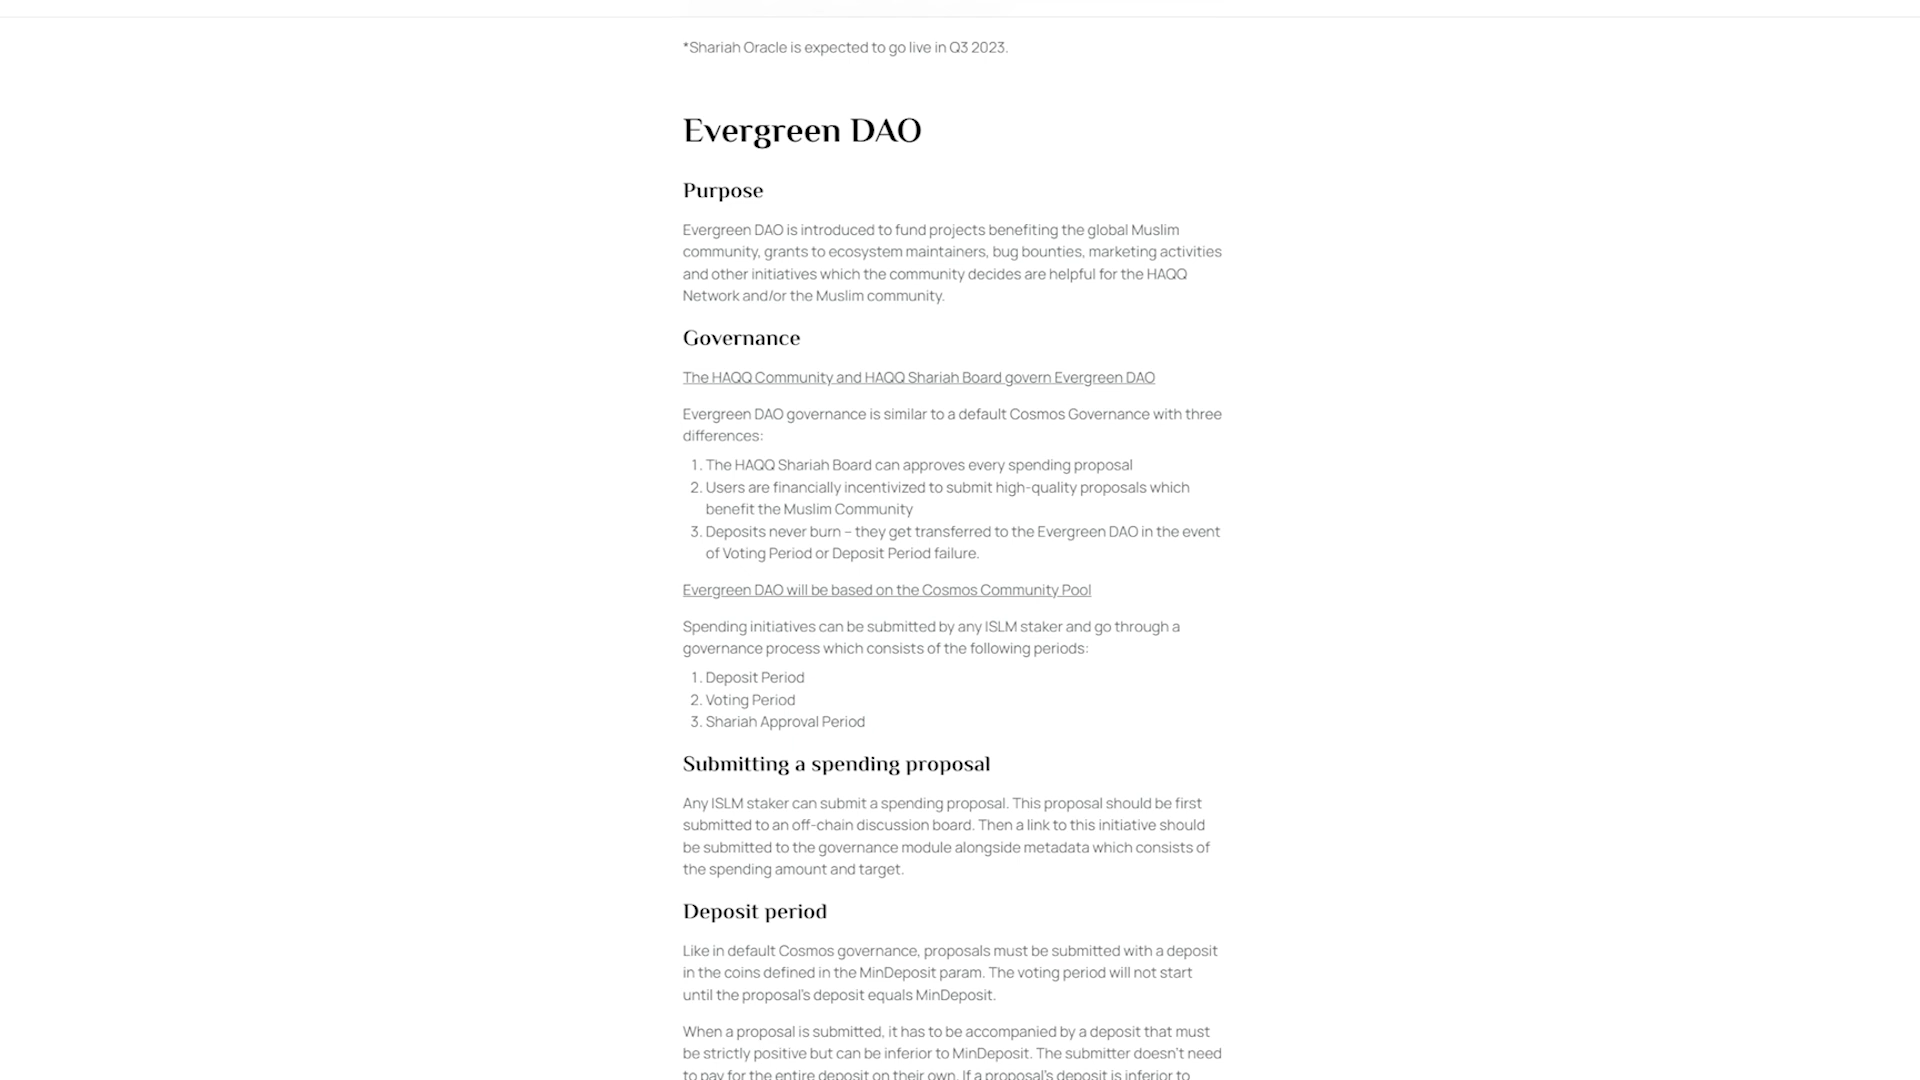 *Shariah Oracle is expected to go live in Q3 2023.
Evergreen DAO
Purpose
Evergreen DAO is introduced to fund projects benefiting the global Muslim
community, grants to ecosystem maintainers, bug bounties, marketing activities
and other initiatives which the community decides are helpful for the HAQQ
Network and/or the Muslim community.
Governance
The HAQQ Community and HAQQ Shariah Board govern Evergreen DAO
Evergreen DAO governance is similar to a default Cosmos Governance with three
differences:
1. The HAQQ Shariah Board can approves every spending proposal
2. Users are financially incentivized to submit high-quality proposals which
benefit the Muslim Community
3. Deposits never burn – they get transferred to the Evergreen DAO in the event
of Voting Period or Deposit Period failure.
Evergreen DAO will be based on the Cosmos Community Pool
Spending initiatives can be submitted by any ISLM staker and go through a
governance process which consists of the following periods:
1. Deposit Period
2. Voting Period
3. Shariah Approval Period
Submitting a spending proposal
Any ISLM staker can submit a spending proposal. This proposal should be first
submitted to an off-chain discussion board. Then a link to this initiative should
be submitted to the governance module alongside metadata which consists of
the spending amount and target.
Deposit period
Like in default Cosmos governance, proposals must be submitted with a deposit
in the coins defined in the MinDeposit param. The voting period will not start
until the proposal's deposit equals MinDeposit.
When a proposal is submitted, it has to be accompanied by a deposit that must
be strictly positive but can be inferior to MinDeposit. The submitter doesn't need
to pay for the entire deposit on their own. If a proposal's deposit is inferior to